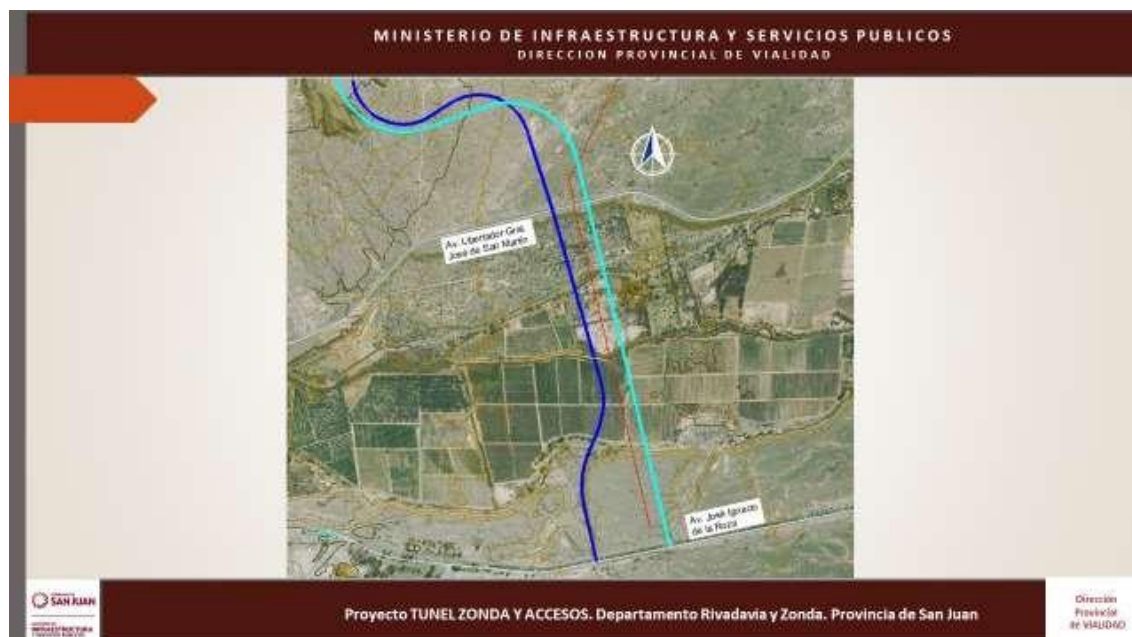 MINISTERIO DE INFRAESTRUCTURA Y SERVICIOS PUBLICOS
DIRECCION PROVINCIAL DE VIALIDAD
Av. Libertador Gral.
José de San Martín
Av. José Ignacio
de la Roza
SAN JUAN
INFRAESTRUCTURA
Proyecto TUNEL ZONDA Y ACCESOS. Departamento Rivadavia y Zonda. Provincia de San Juan
Dirección
Provincial
de VIALIDAD